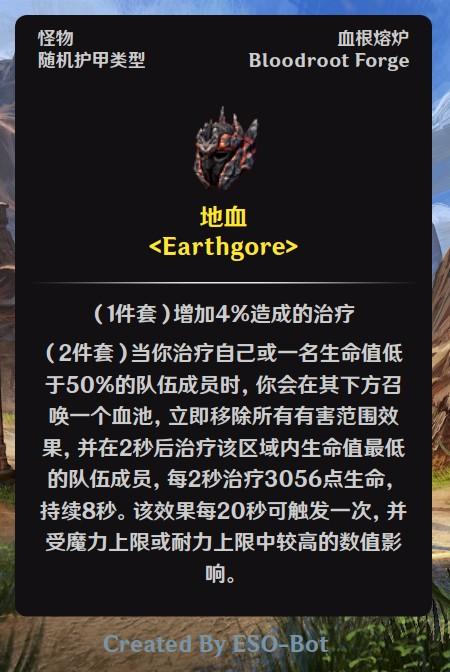 怪物
血根熔炉
随机护甲类型
Bloodroot Forge
地血
<Earthgore>
(1件套)增加4%造成的治疗
(2件套)当你治疗自己或一名生命值低
于50%的队伍成员时, 你会在其下方召
唤一个血池, 立即移除所有有害范围效
果, 并在2秒后治疗该区域内生命值最低
的队伍成员, 每2秒治疗3056点生命,
持续8秒。该效果每20秒可触发一次, 并
受魔力上限或耐力上限中较高的数值影
响。
Created By ESO-Bot